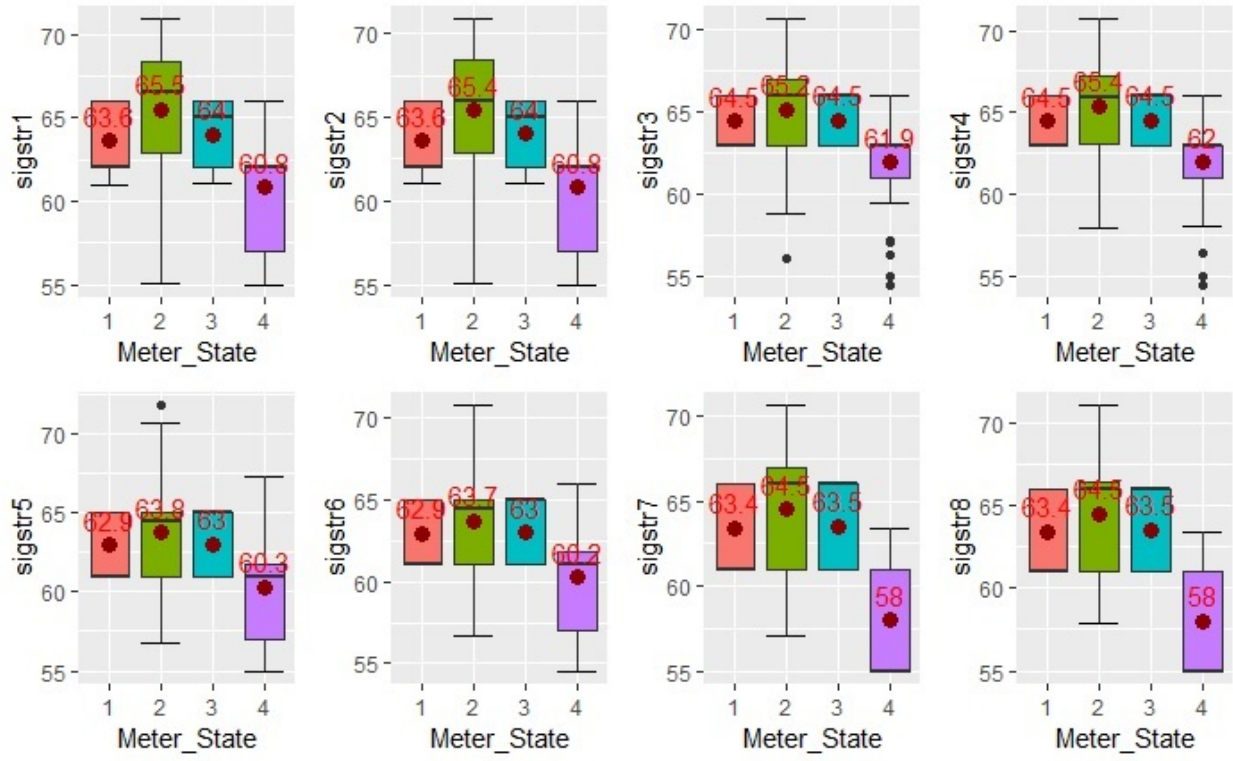 sigstr1
70
65
60
55
63.6
65.5
64
60.8
1 2 3 4
Meter_State
sigstr2
70
65
60
55
63.6
65.4
64
60.8
1 2 3 4
Meter_State
sigstr3
70
65
60
55
64.5
65.2
64.5
61.9
1 2 3 4
Meter_State
sigstr4
70
65
60
55
64.5
65.4
64.5
62
1 2 3 4
Meter_State
sigstr5
70
65
60
55
62.9
63.8
63
60.3
1 2 3 4
Meter_State
sigstr6
70
65
60
55
62.9
63.7
63
60.2
1 2 3 4
Meter_State
sigstr7
70
65
60
55
63.4
64.5
63.5
58
1 2 3 4
Meter_State
sigstr8
70
65
60
55
63.4
64.5
63.5
58
1 2 3 4
Meter_State